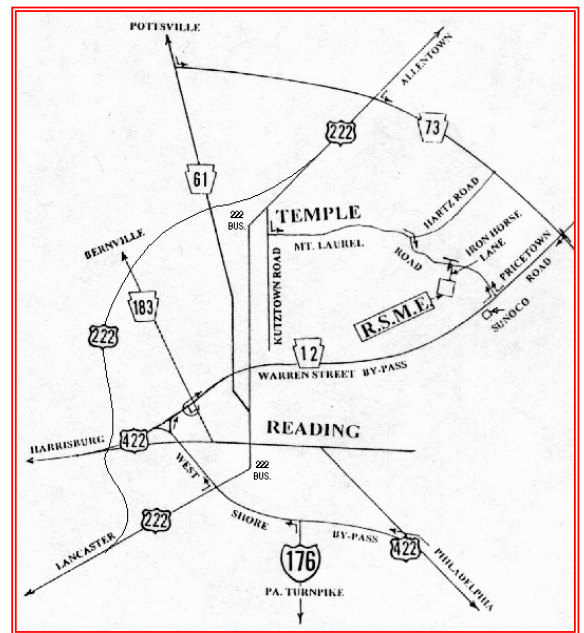 POTTSVILLE
ALLENTOWN
222
73
61
222
BUS.
TEMPLE
HARTZ ROAD
BERNVILLE
MT. LAUREL
ROAD
IRON HORSE
LANE
PRICETOWN
ROAD
KUTZTOWN ROAD
183
R.S.M.E.
SUNOCO
222
12
WARREN STREET BY-PASS
READING
HARRISBURG
422
WEST
222
BUS.
222
SHORE
BY-PASS
422
LANCASTER
176
PHILADELPHIA
PA. TURNPIKE